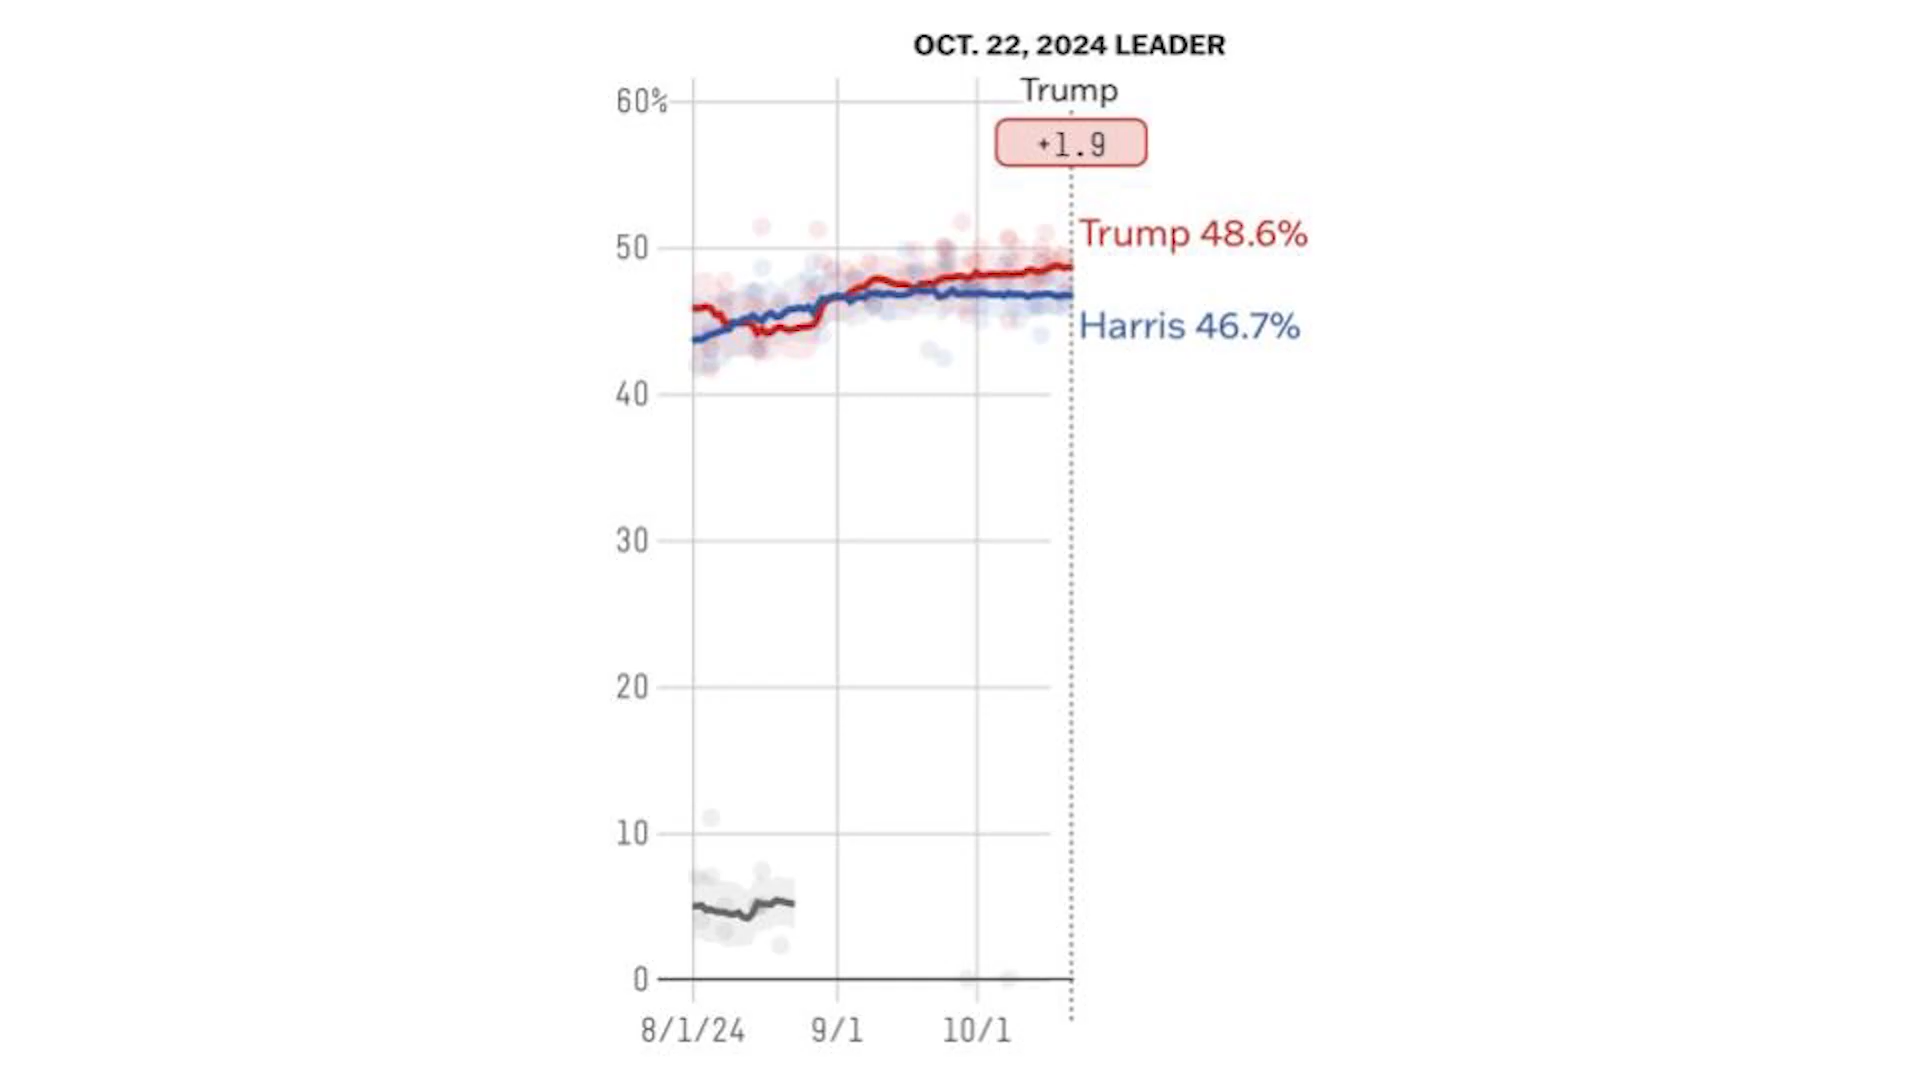 OCT. 22, 2024 LEADER
Trump
+1.9
60%
50
40
30
20
10
0
Trump 48.6%
Harris 46.7%
8/1/24
9/1
10/1